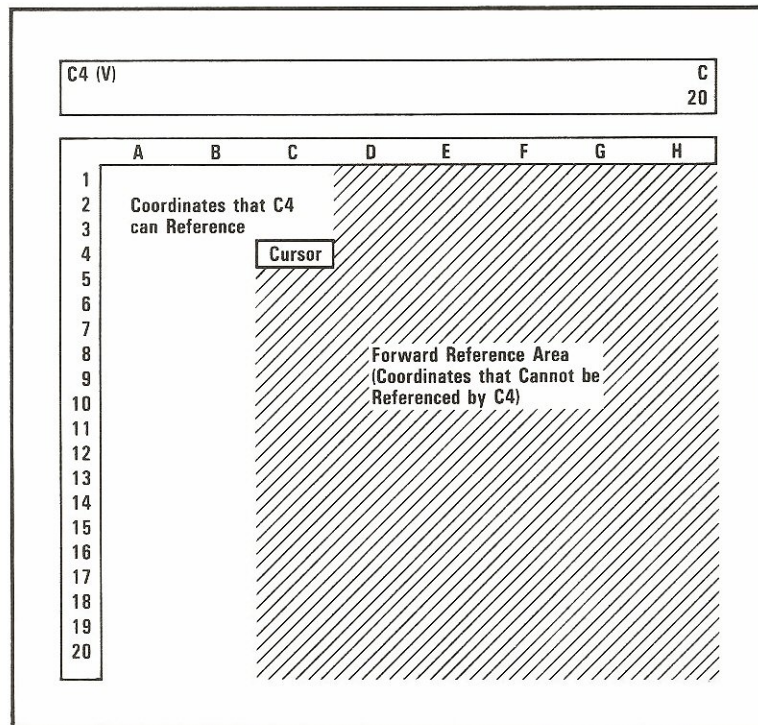 C4 (V) C
20
A B C D E F G H
1
2 Coordinates that C4
3 can Reference
4 Cursor
5
6
7
8 Forward Reference Area
9 (Coordinates that Cannot be
10 Referenced by C4)
11
12
13
14
15
16
17
18
19
20